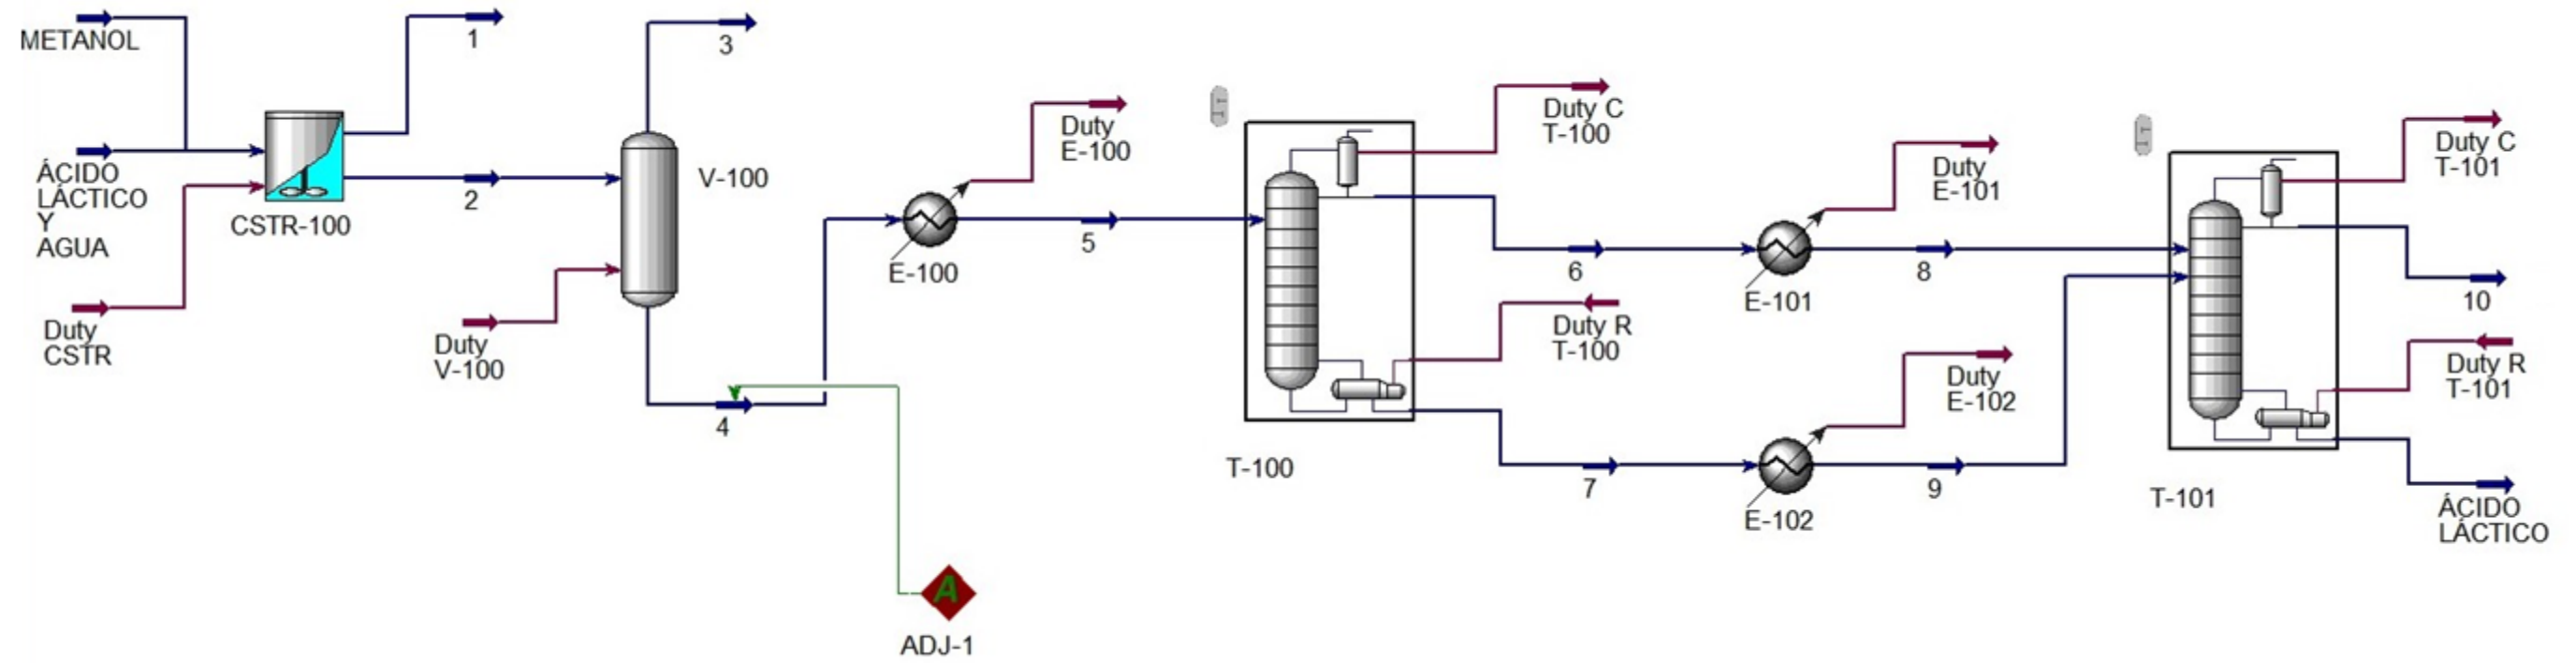 METANOL
ÁCIDO
LÁCTICO
Y
AGUA
Duty
CSTR
CSTR-100
1
2
3
V-100
Duty
V-100
4
Duty
E-100
E-100
5
ADJ-1
A
T-100
Duty C
T-100
6
Duty R
T-100
7
Duty
E-101
E-101
8
Duty
E-102
E-102
9
T-101
Duty C
T-101
10
Duty R
T-101
ÁCIDO
LÁCTICO